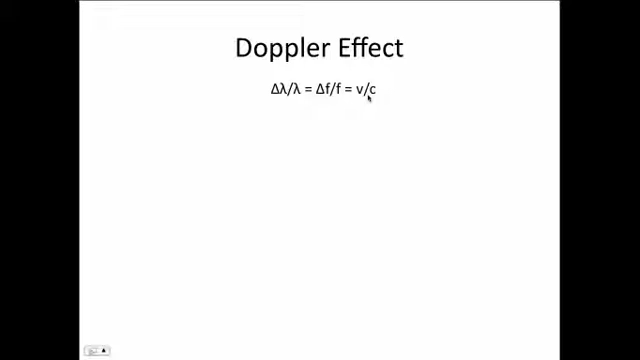 Doppler Effect
Δλ/λ = Δf/f = v/c